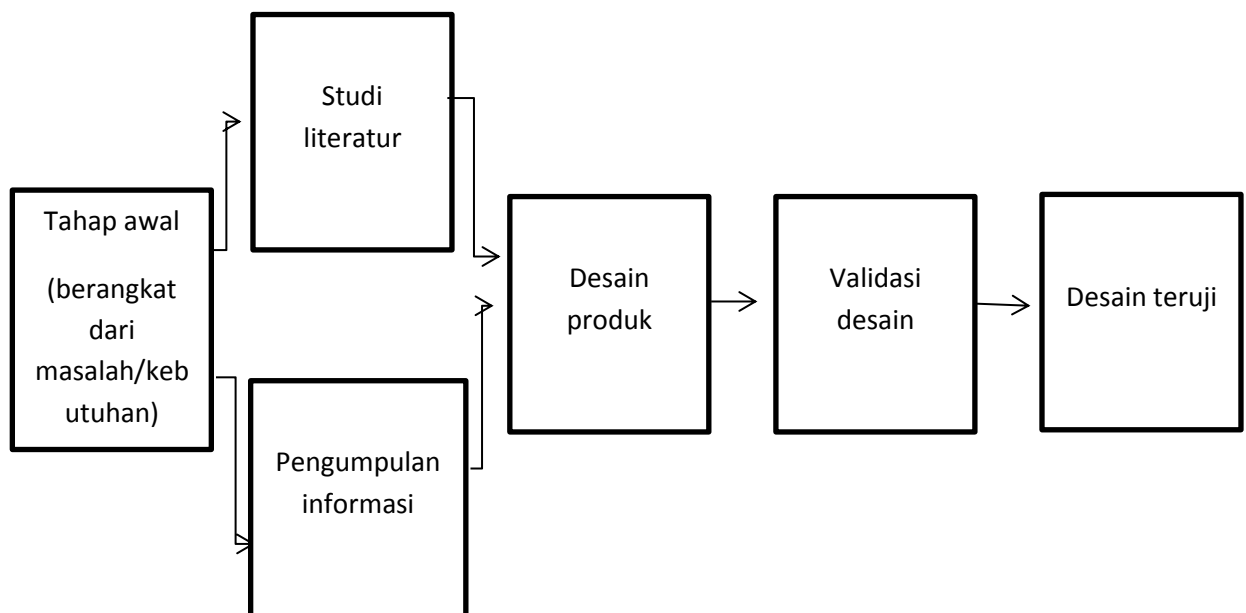 Tahap awal
(berangkat
dari
masalah/keb
utuhan)
Studi
literatur
Pengumpulan
informasi
Desain
produk
Validasi
desain
Desain teruji